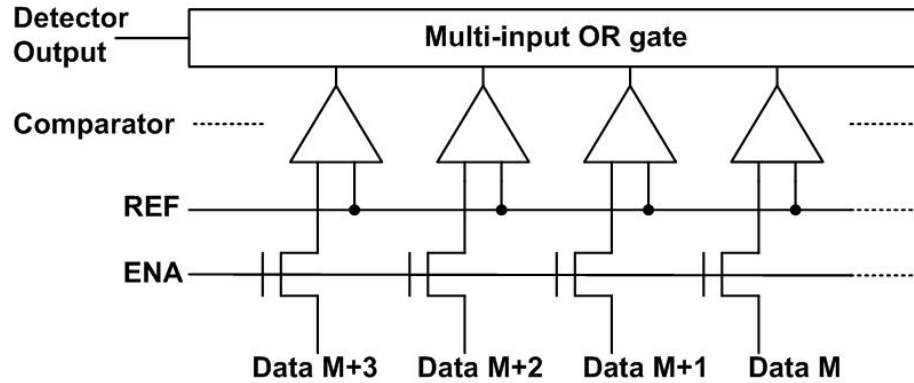 Detector
Output
Multi-input OR gate
Comparator
REF
ENA
Data M+3 Data M+2 Data M+1 Data M